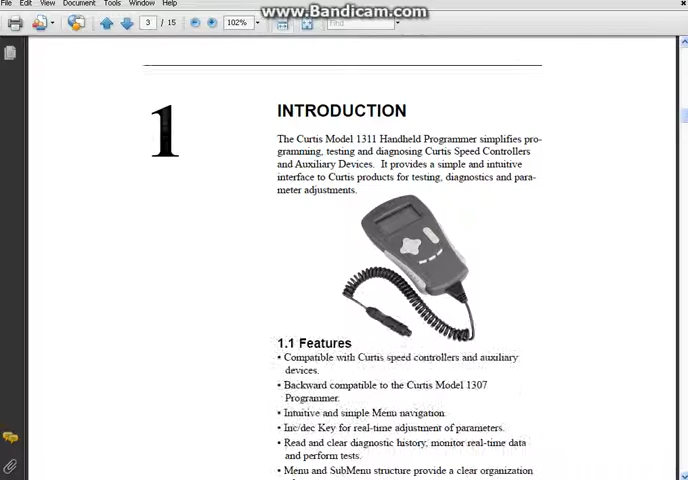 www.Bandicam.com
File Edit View Document Tools Window Help
3 / 15 102% Find
1
INTRODUCTION
The Curtis Model 1311 Handheld Programmer simplifies pro-
gramming, testing and diagnosing Curtis Speed Controllers
and Auxiliary Devices. It provides a simple and intuitive
interface to Curtis products for testing, diagnostics and para-
meter adjustments.
1.1 Features
• Compatible with Curtis speed controllers and auxiliary
devices.
• Backward compatible to the Curtis Model 1307
Programmer.
• Intuitive and simple Menu navigation.
• Inc/dec Key for real-time adjustment of parameters.
• Read and clear diagnostic history, monitor real-time data
and perform tests.
• Menu and SubMenu structure provide a clear organization